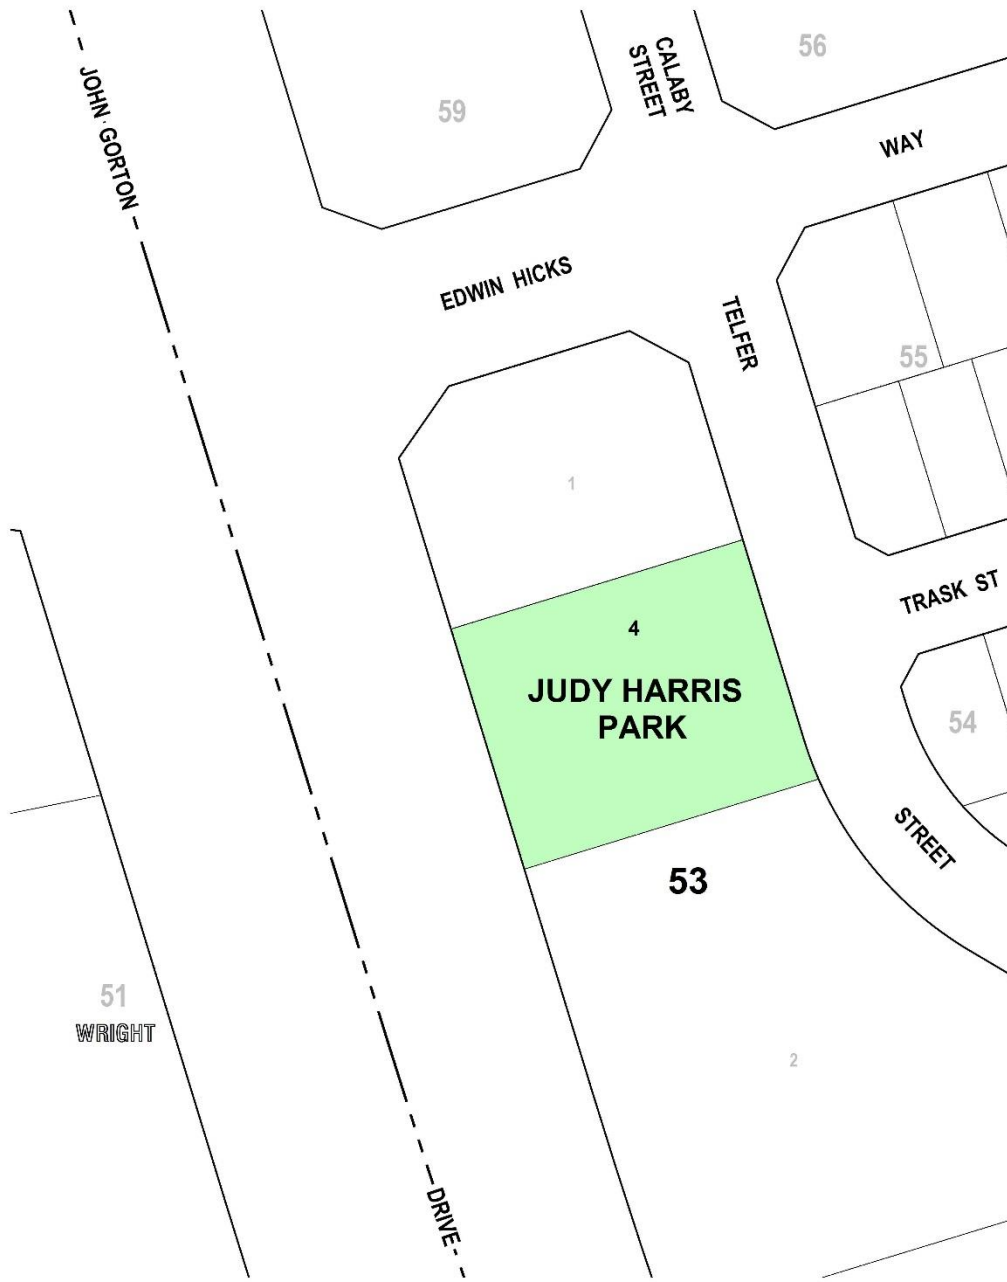 CALABY
STREET
56
JOHN GORTON
59
WAY
EDWIN HICKS
TELFER
55
1
TRASK ST
4
JUDY HARRIS
PARK
54
STREET
53
51
WRIGHT
2
DRIVE